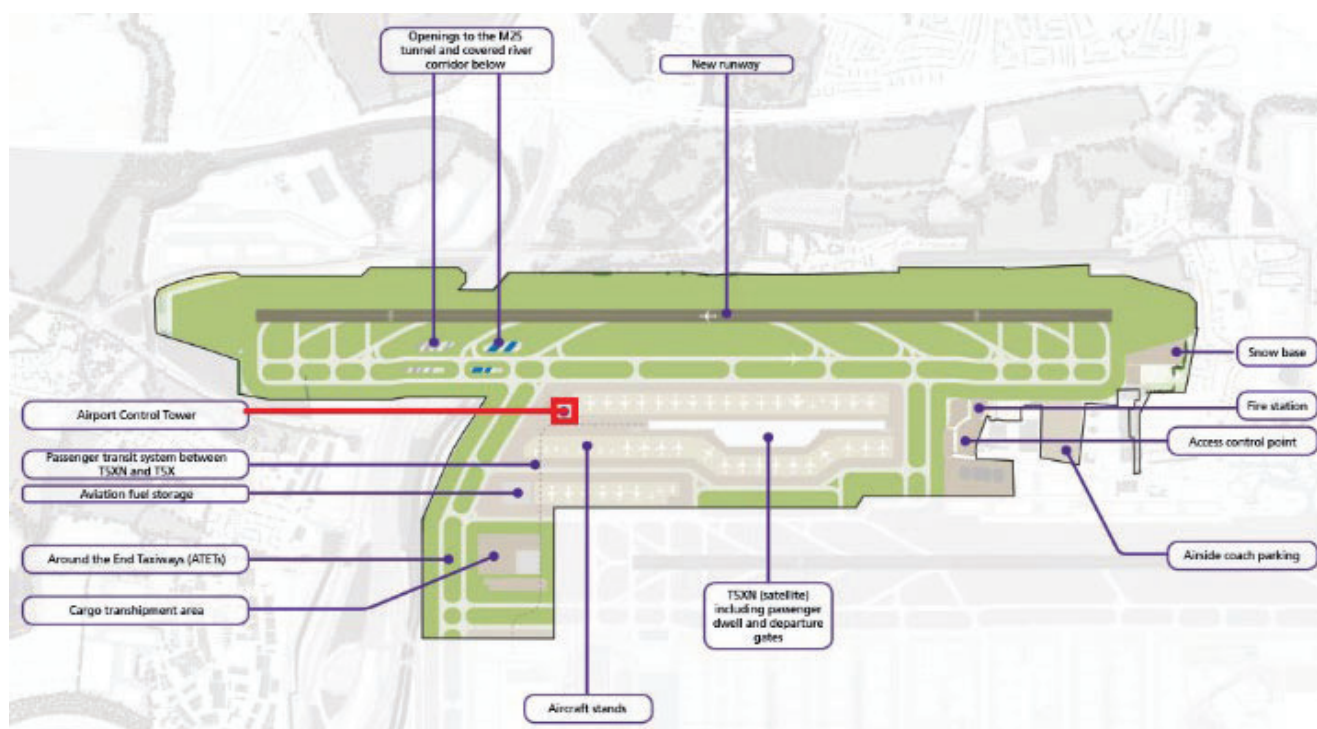 Openings to the M25
tunnel and covered river
corridor below
New runway
Snow base
Airport Control Tower
Fire station
Access control point
Passenger transit system between
T5XN and T5X
Aviation fuel storage
Around the End Taxiways (ATETs)
Airside coach parking
Cargo transhipment area
T5XN (satellite)
including passenger
dwell and departure
gates
Aircraft stands